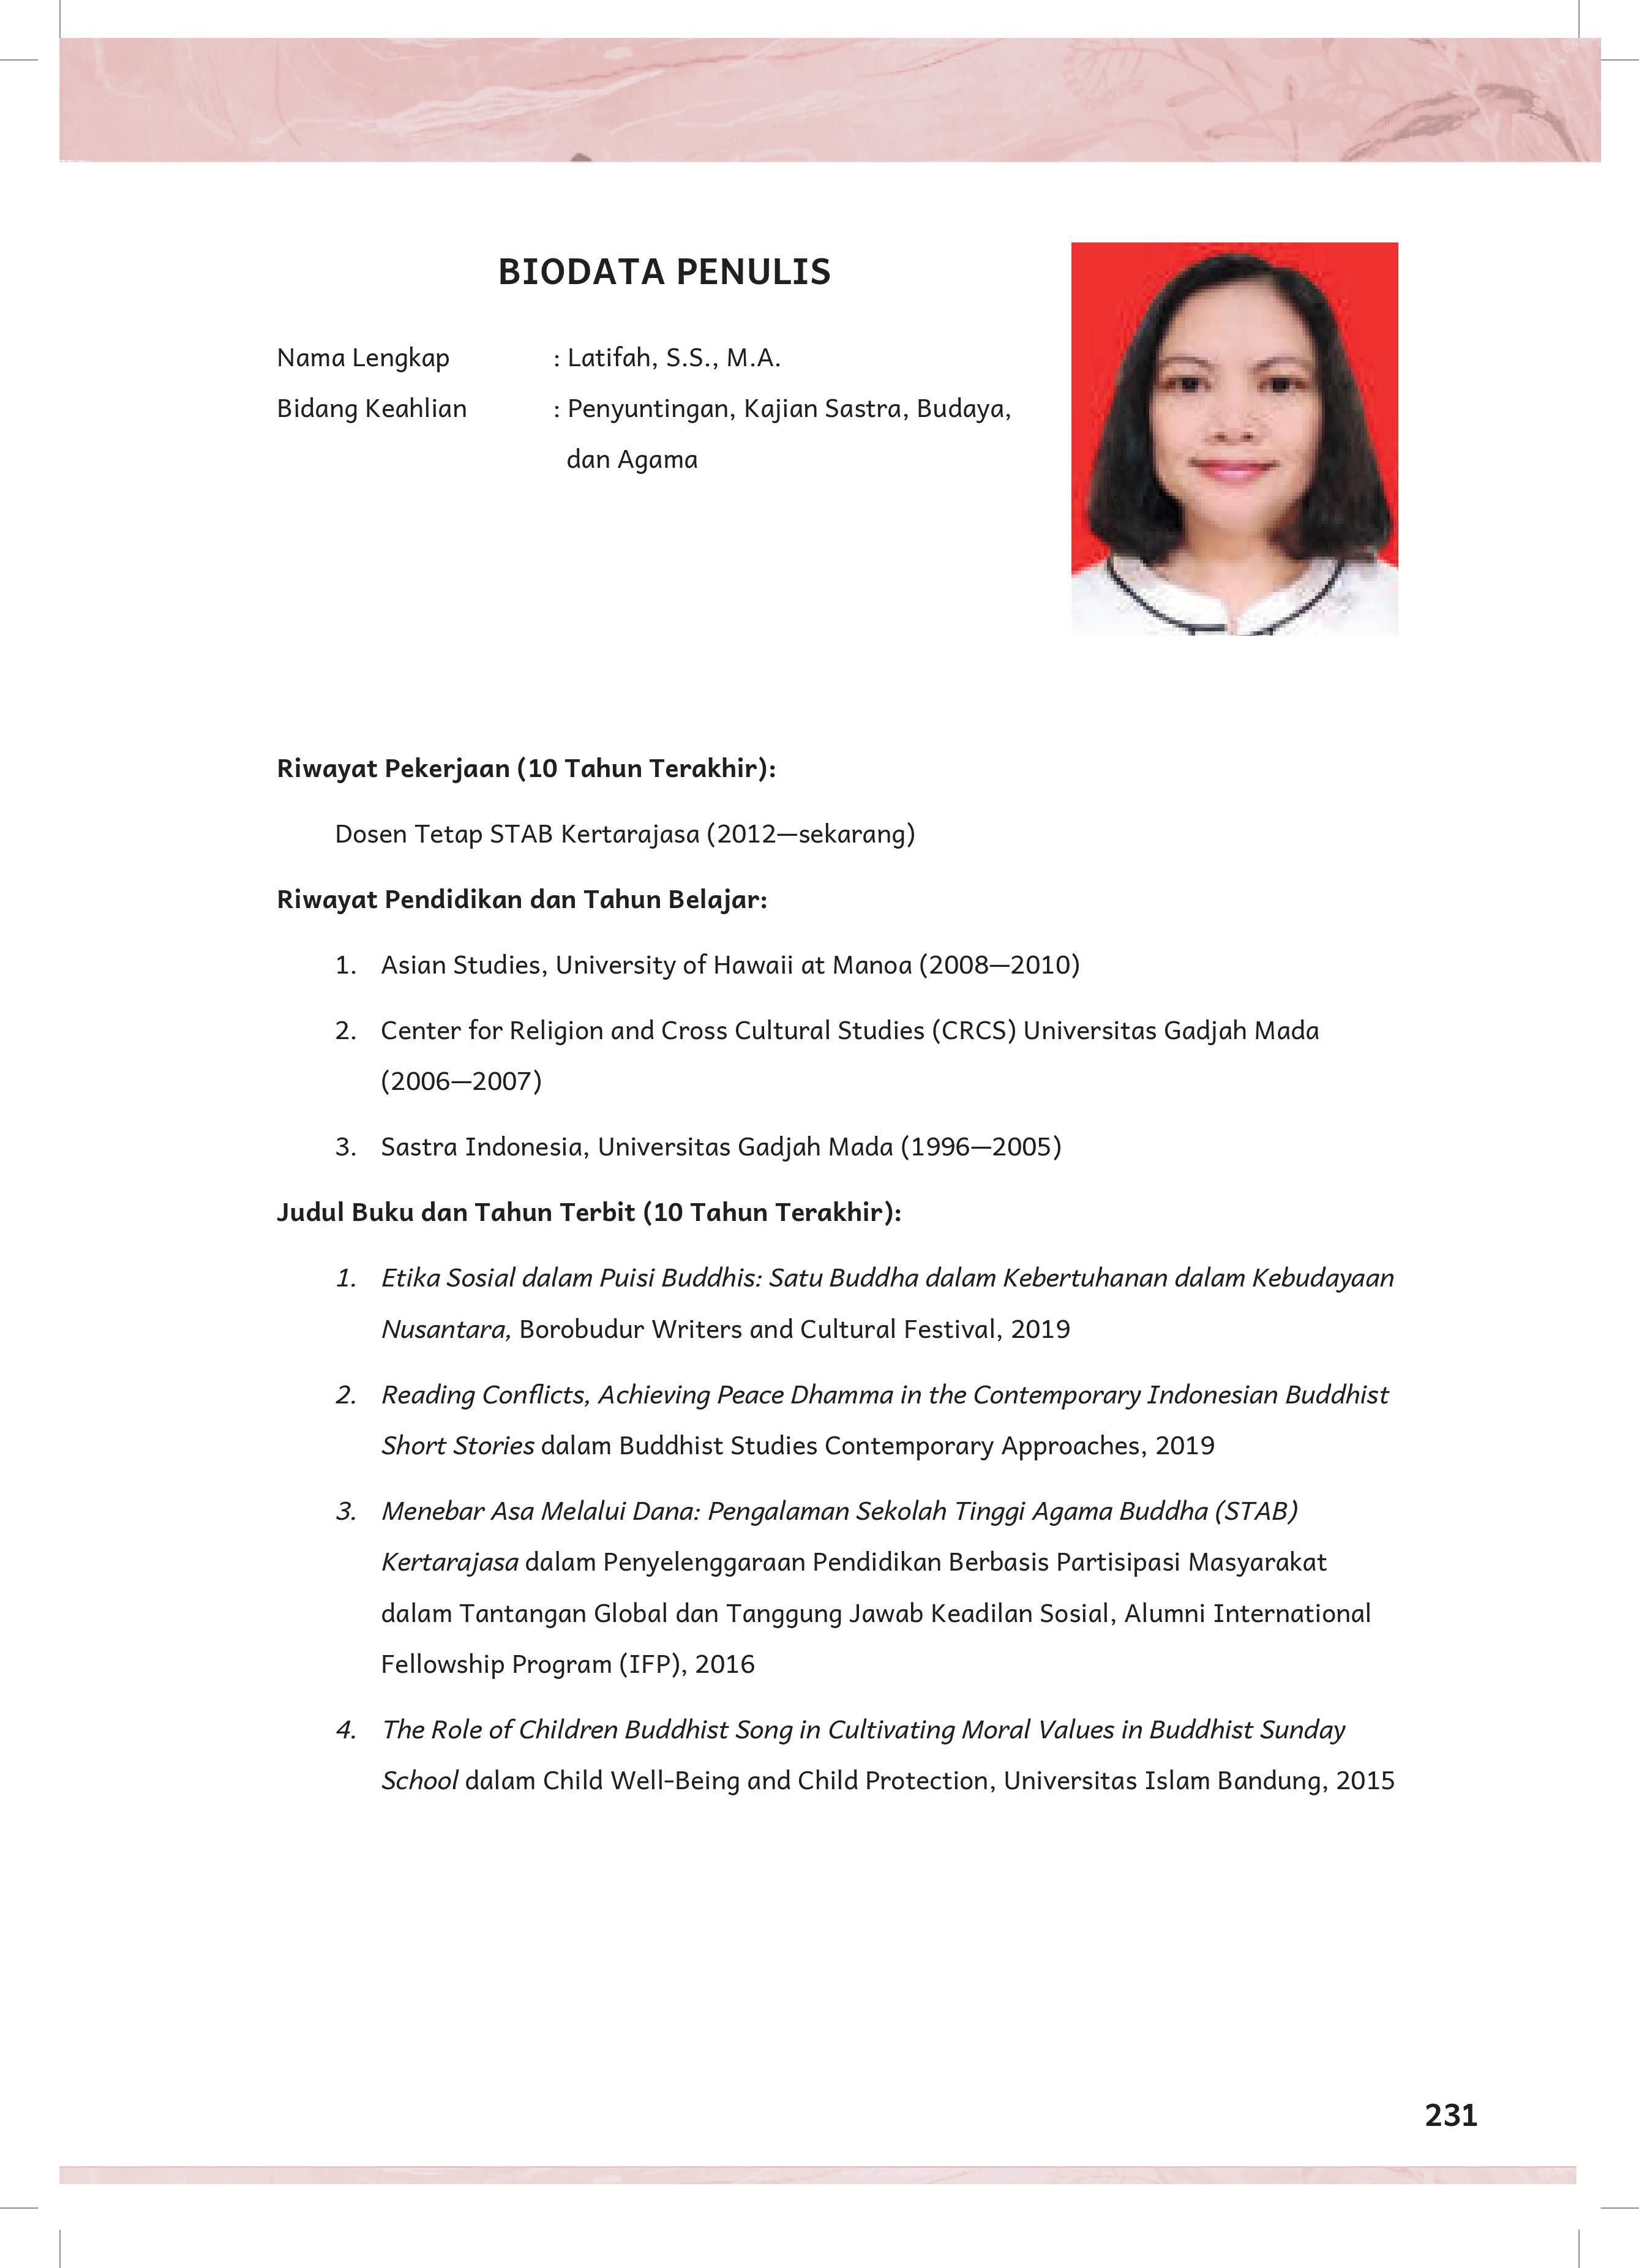 BIODATA PENULIS
Nama Lengkap : Latifah, S.S., M.A.
Bidang Keahlian : Penyuntingan, Kajian Sastra, Budaya,
dan Agama
Riwayat Pekerjaan (10 Tahun Terakhir):
Dosen Tetap STAB Kertarajasa (2012—sekarang)
Riwayat Pendidikan dan Tahun Belajar:
1. Asian Studies, University of Hawaii at Manoa (2008—2010)
2. Center for Religion and Cross Cultural Studies (CRCS) Universitas Gadjah Mada
(2006—2007)
3. Sastra Indonesia, Universitas Gadjah Mada (1996—2005)
Judul Buku dan Tahun Terbit (10 Tahun Terakhir):
1. Etika Sosial dalam Puisi Buddhis: Satu Buddha dalam Kebertuhanan dalam Kebudayaan
Nusantara, Borobudur Writers and Cultural Festival, 2019
2. Reading Conflicts, Achieving Peace Dhamma in the Contemporary Indonesian Buddhist
Short Stories dalam Buddhist Studies Contemporary Approaches, 2019
3. Menebar Asa Melalui Dana: Pengalaman Sekolah Tinggi Agama Buddha (STAB)
Kertarajasa dalam Penyelenggaraan Pendidikan Berbasis Partisipasi Masyarakat
dalam Tantangan Global dan Tanggung Jawab Keadilan Sosial, Alumni International
Fellowship Program (IFP), 2016
4. The Role of Children Buddhist Song in Cultivating Moral Values in Buddhist Sunday
School dalam Child Well-Being and Child Protection, Universitas Islam Bandung, 2015
231